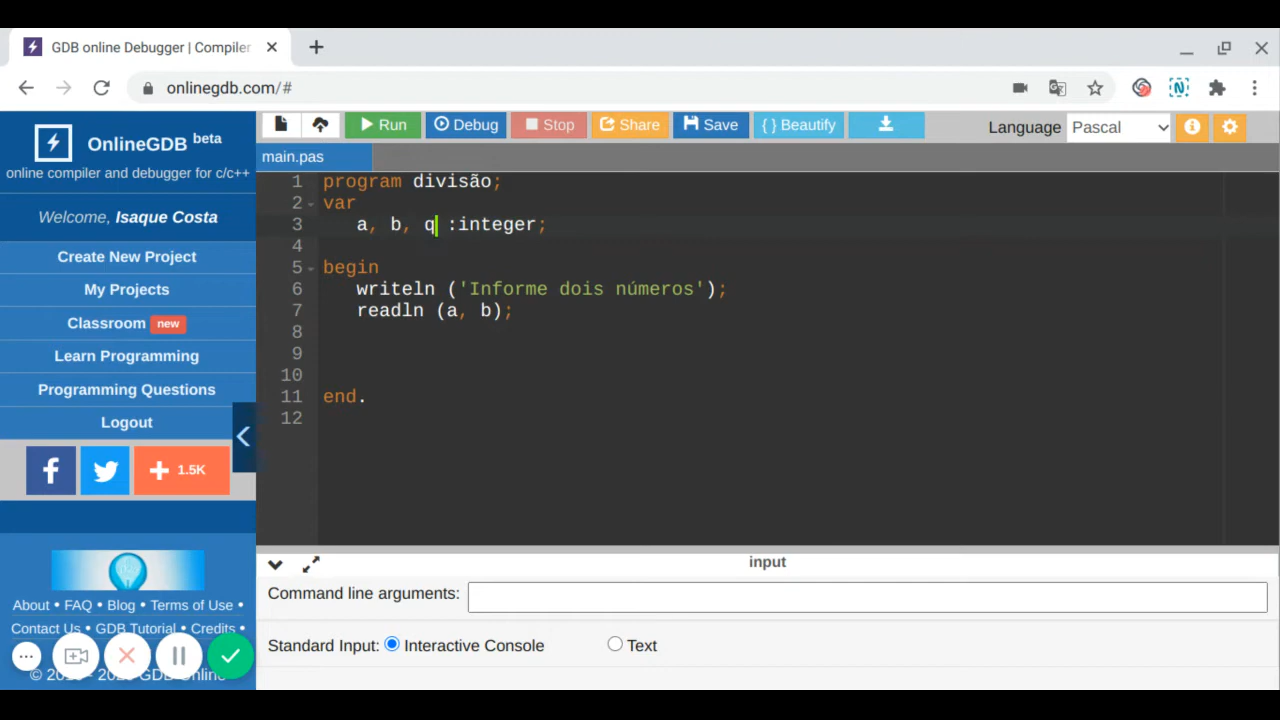 GDB online Debugger | Compiler
onlinegdb.com/#
OnlineGDB beta
online compiler and debugger for c/c++
Welcome, Isaque Costa
Create New Project
My Projects
Classroom new
Learn Programming
Programming Questions
Logout
1.5K
About • FAQ • Blog • Terms of Use •
Contact Us • GDB Tutorial • Credits •
GDB Online
Run
Debug
Stop
Share
Save
{ } Beautify
Language
Pascal
main.pas
1 program divisão;
2 var
3 a, b, q :integer;
4
5 begin
6 writeln ('Informe dois números');
7 readln (a, b);
8
9
10
11 end.
12
input
Command line arguments:
Standard Input: Interactive Console Text